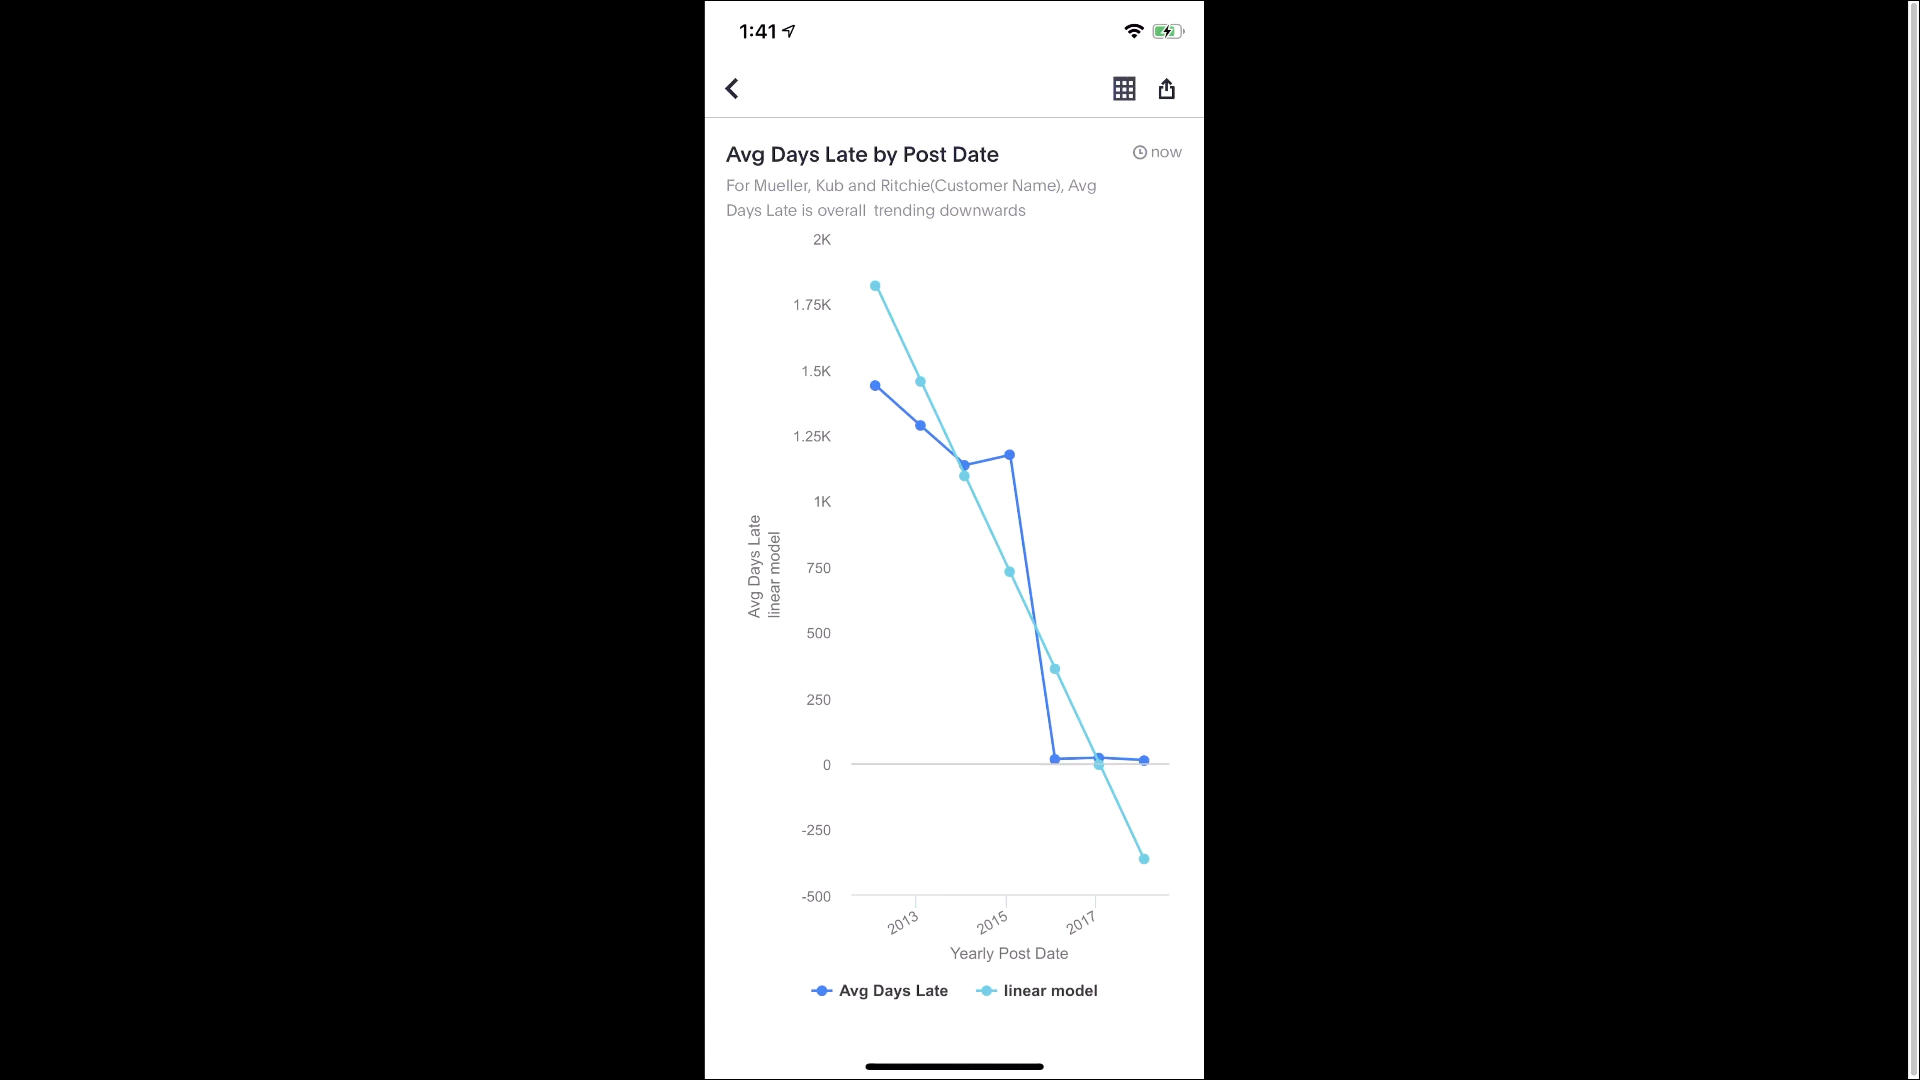 1:41
Avg Days Late by Post Date
now
For Mueller, Kub and Ritchie(Customer Name), Avg
Days Late is overall  trending downwards
2K
1.75K
1.5K
1.25K
1K
750
500
250
0
-250
-500
Avg Days Late
linear model
2013
2015
2017
Yearly Post Date
Avg Days Late
linear model